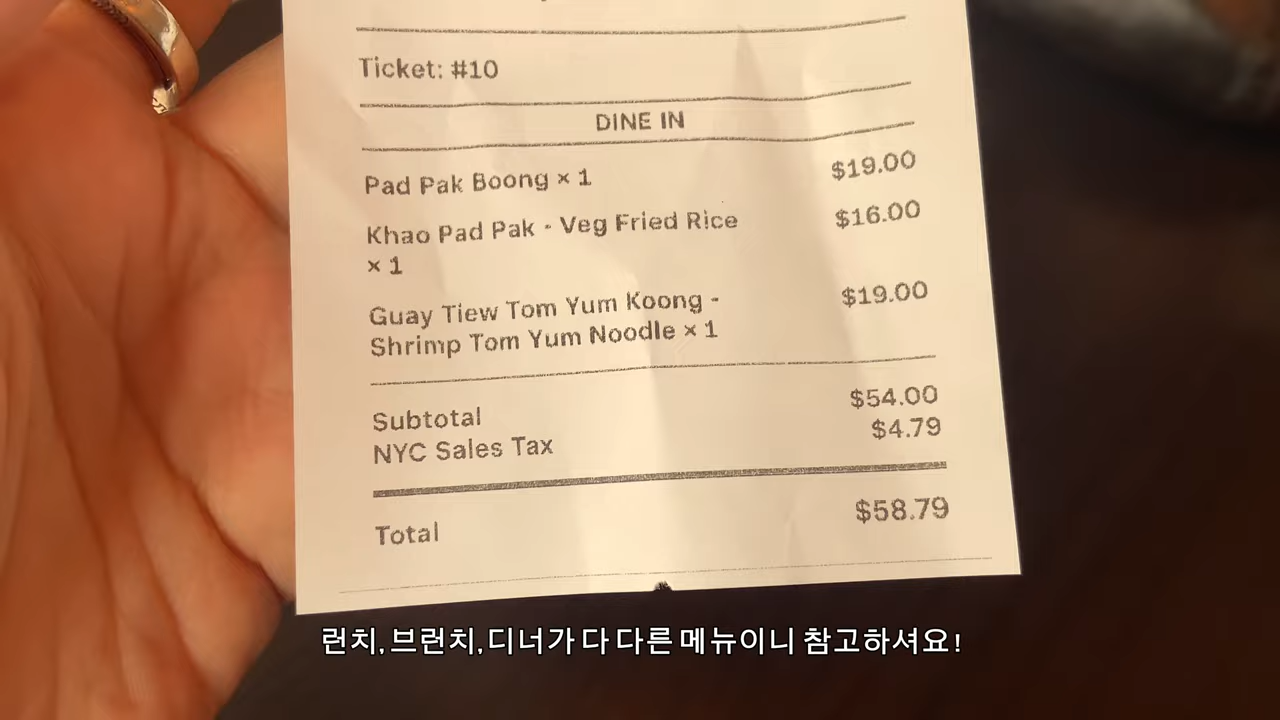 Ticket: #10
DINE IN
Pad Pak Boong × 1 $19.00
Khao Pad Pak - Veg Fried Rice $16.00
× 1
Guay Tiew Tom Yum Koong - $19.00
Shrimp Tom Yum Noodle × 1
Subtotal $54.00
NYC Sales Tax $4.79
Total $58.79
런치, 브런치, 디너가 다 다른 메뉴이니 참고하셔요!